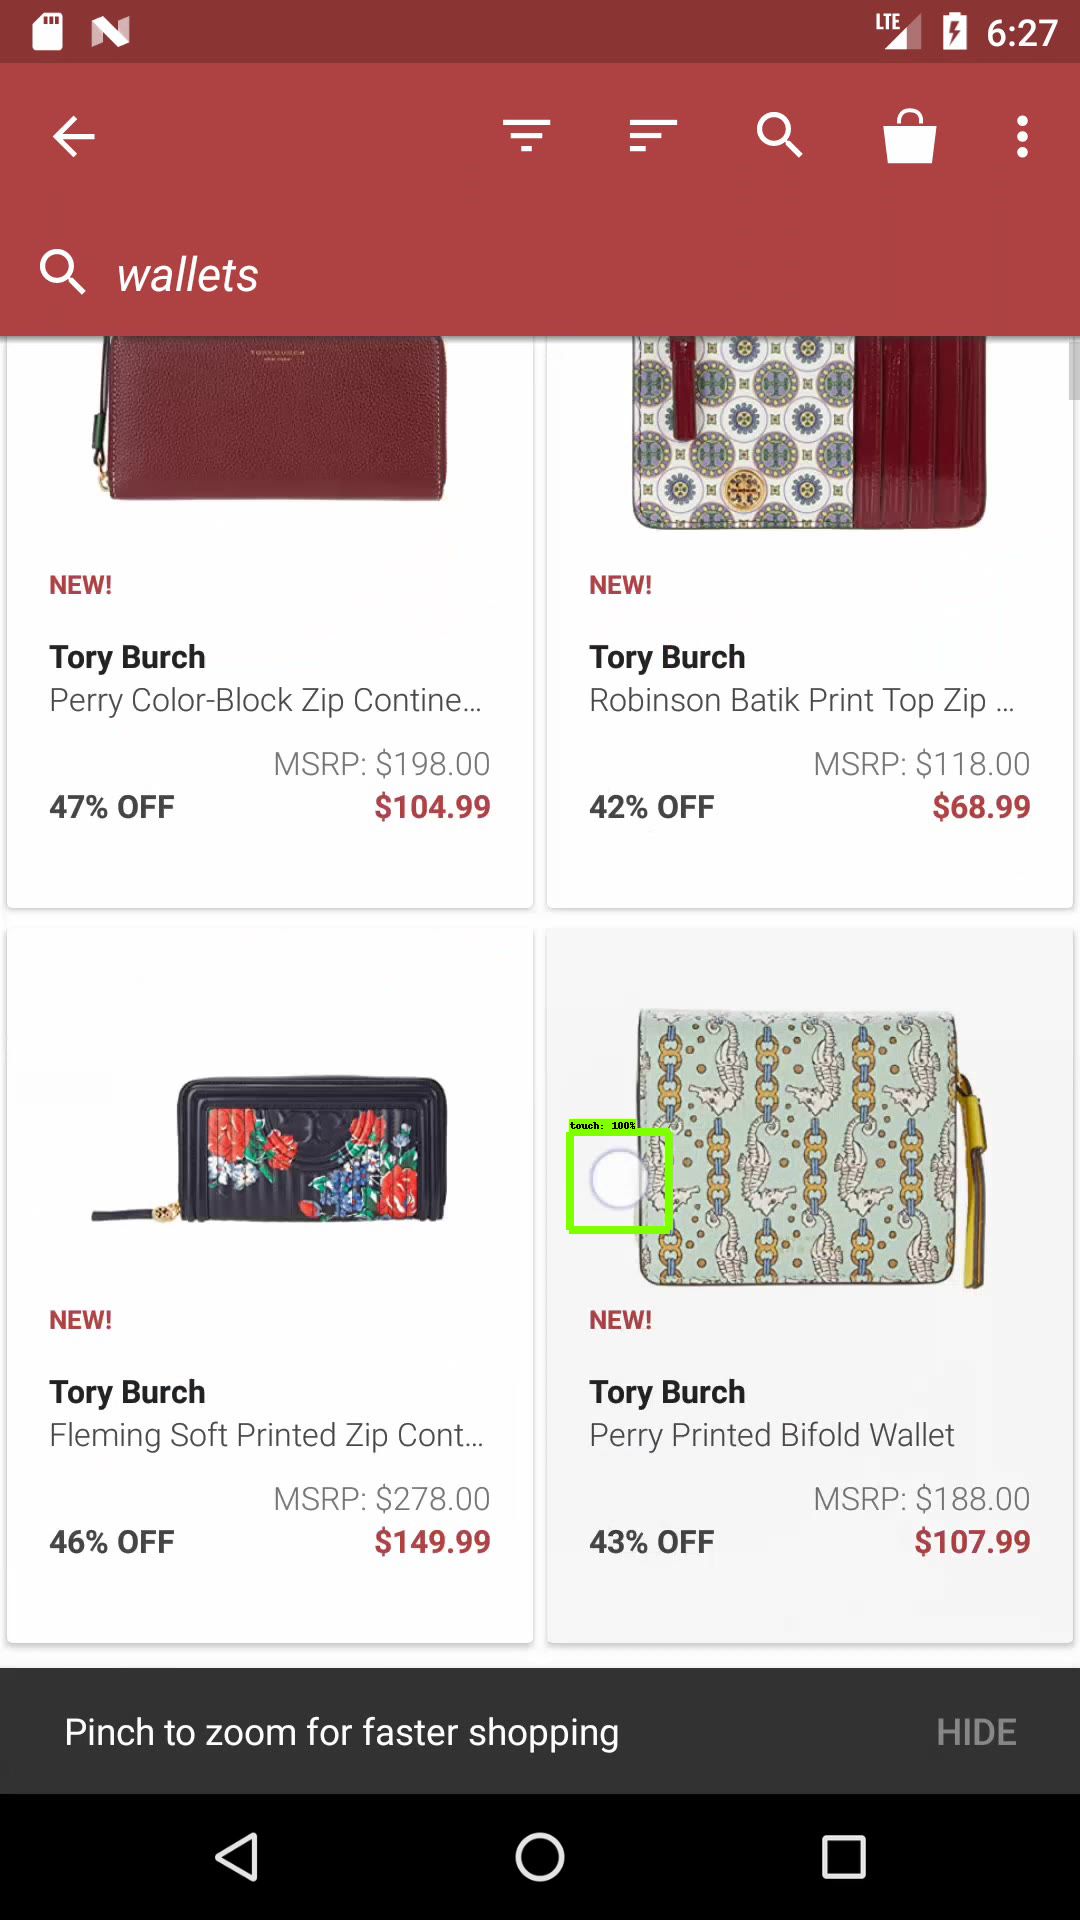 LTE
6:27
wallets
TORY BURCH
NEW!
Tory Burch
Perry Color-Block Zip Contine...
MSRP: $198.00
47% OFF
$104.99
NEW!
Tory Burch
Robinson Batik Print Top Zip ...
MSRP: $118.00
42% OFF
$68.99
touch: 100%
NEW!
Tory Burch
Fleming Soft Printed Zip Cont...
MSRP: $278.00
46% OFF
$149.99
NEW!
Tory Burch
Perry Printed Bifold Wallet
MSRP: $188.00
43% OFF
$107.99
Pinch to zoom for faster shopping
HIDE